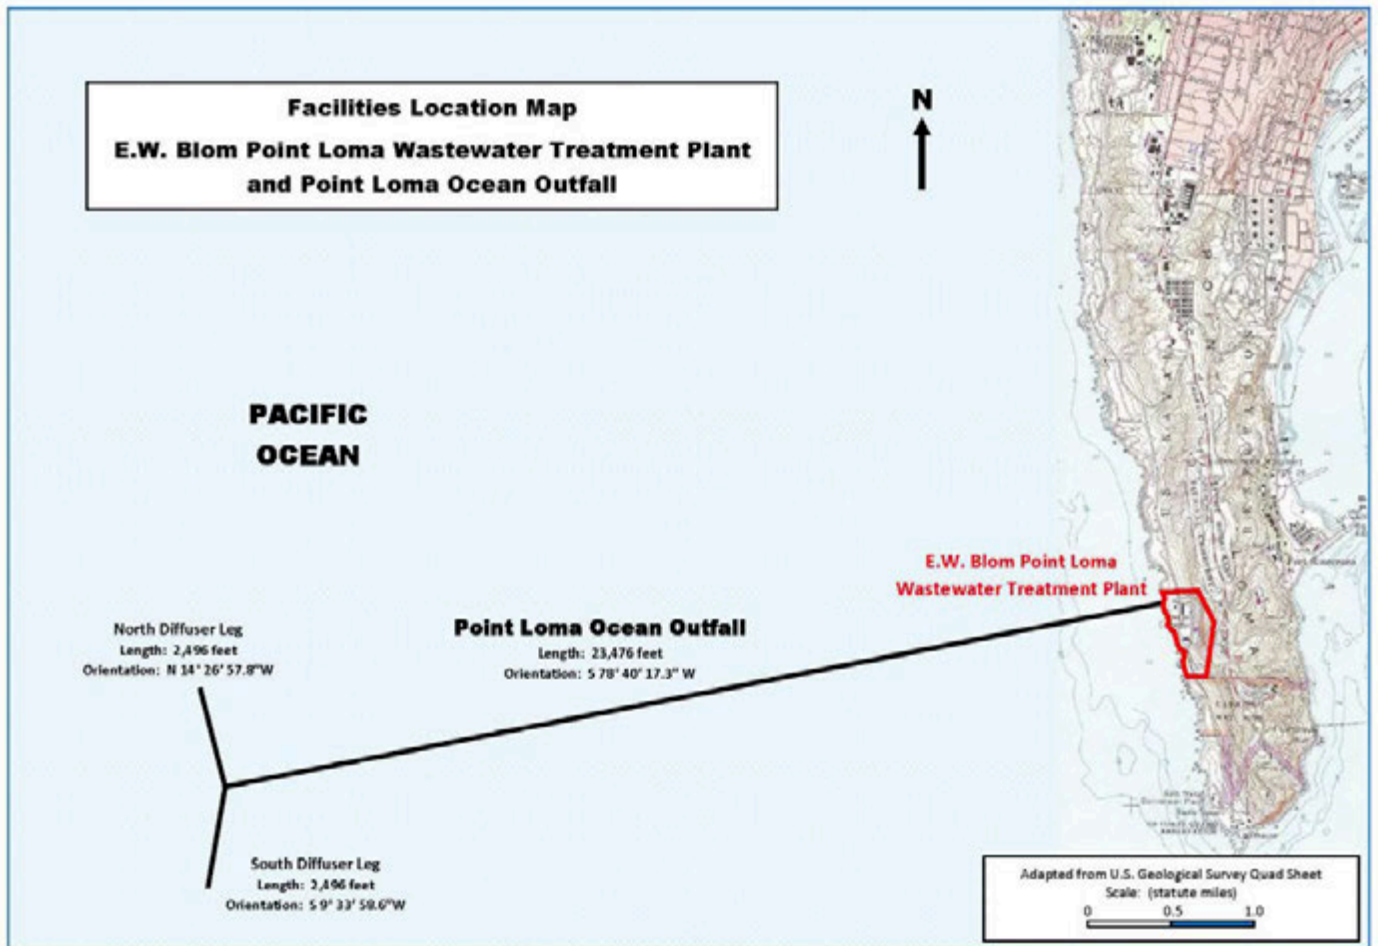 Facilities Location Map
E.W. Blom Point Loma Wastewater Treatment Plant
and Point Loma Ocean Outfall
N
PACIFIC
OCEAN
E.W. Blom Point Loma
Wastewater Treatment Plant
North Diffuser Leg
Length: 2,496 feet
Orientation: N 14° 26' 57.8"W
Point Loma Ocean Outfall
Length: 23,476 feet
Orientation: S 78° 40' 17.3" W
South Diffuser Leg
Length: 2,496 feet
Orientation: S 9° 33' 58.6"W
Adapted from U.S. Geological Survey Quad Sheet
Scale: (statute miles)
0 0.5 1.0